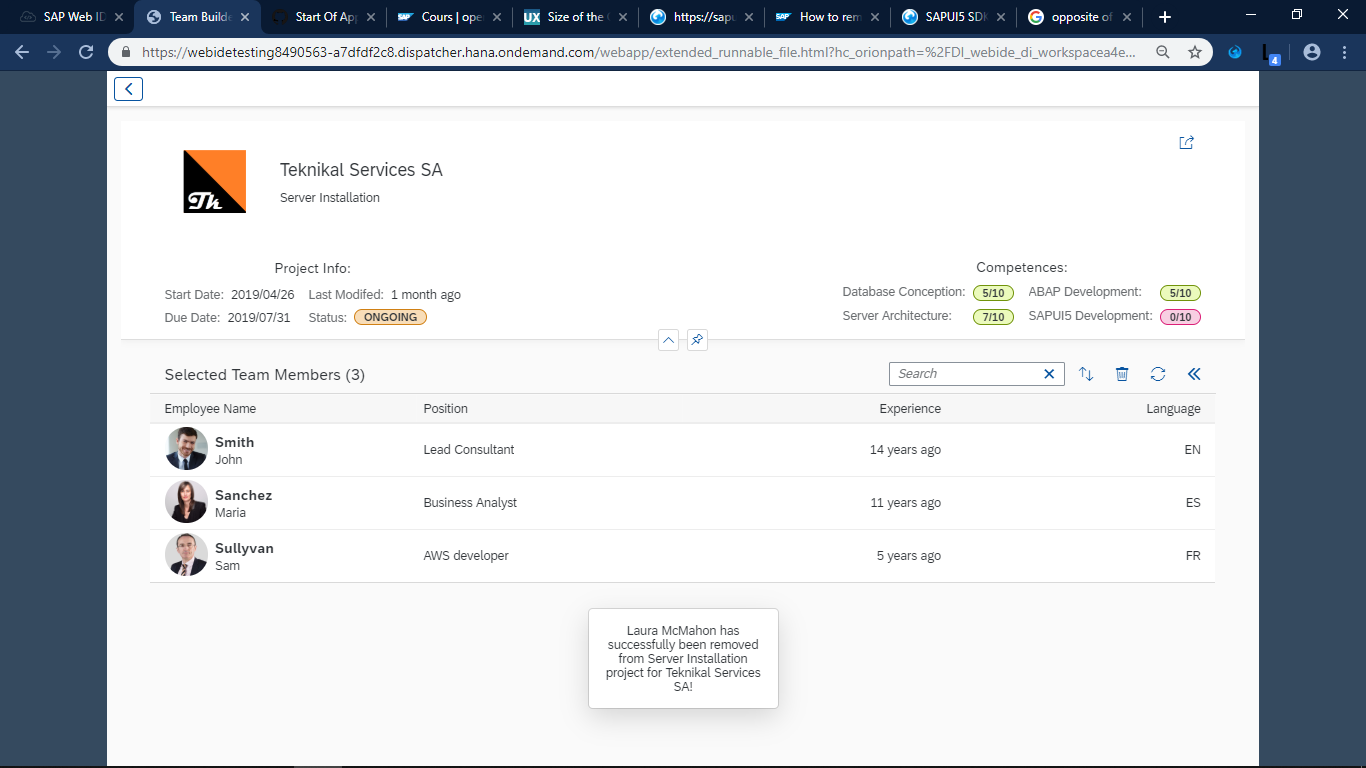 SAP Web ID
Team Builde
Start Of App
Cours | ope
Size of the
https://sapu
How to rem
SAPUI5 SDK
opposite of
https://webidetesting8490563-a7dfdf2c8.dispatcher.hana.ondemand.com/webapp/extended_runnable_file.html?hc_orionpath=%2FDI_webide_di_workspacea4e...
4
Th
Teknikal Services SA
Server Installation
Project Info:
Start Date: 2019/04/26 Last Modifed: 1 month ago
Due Date: 2019/07/31 Status: ONGOING
Competences:
Database Conception: 5/10 ABAP Development: 5/10
Server Architecture: 7/10 SAPUI5 Development: 0/10
Selected Team Members (3)
Search
Employee Name Position Experience Language
Smith
John
Lead Consultant 14 years ago EN
Sanchez
Maria
Business Analyst 11 years ago ES
Sullyvan
Sam
AWS developer 5 years ago FR
Laura McMahon has
successfully been removed
from Server Installation
project for Teknikal Services
SA!